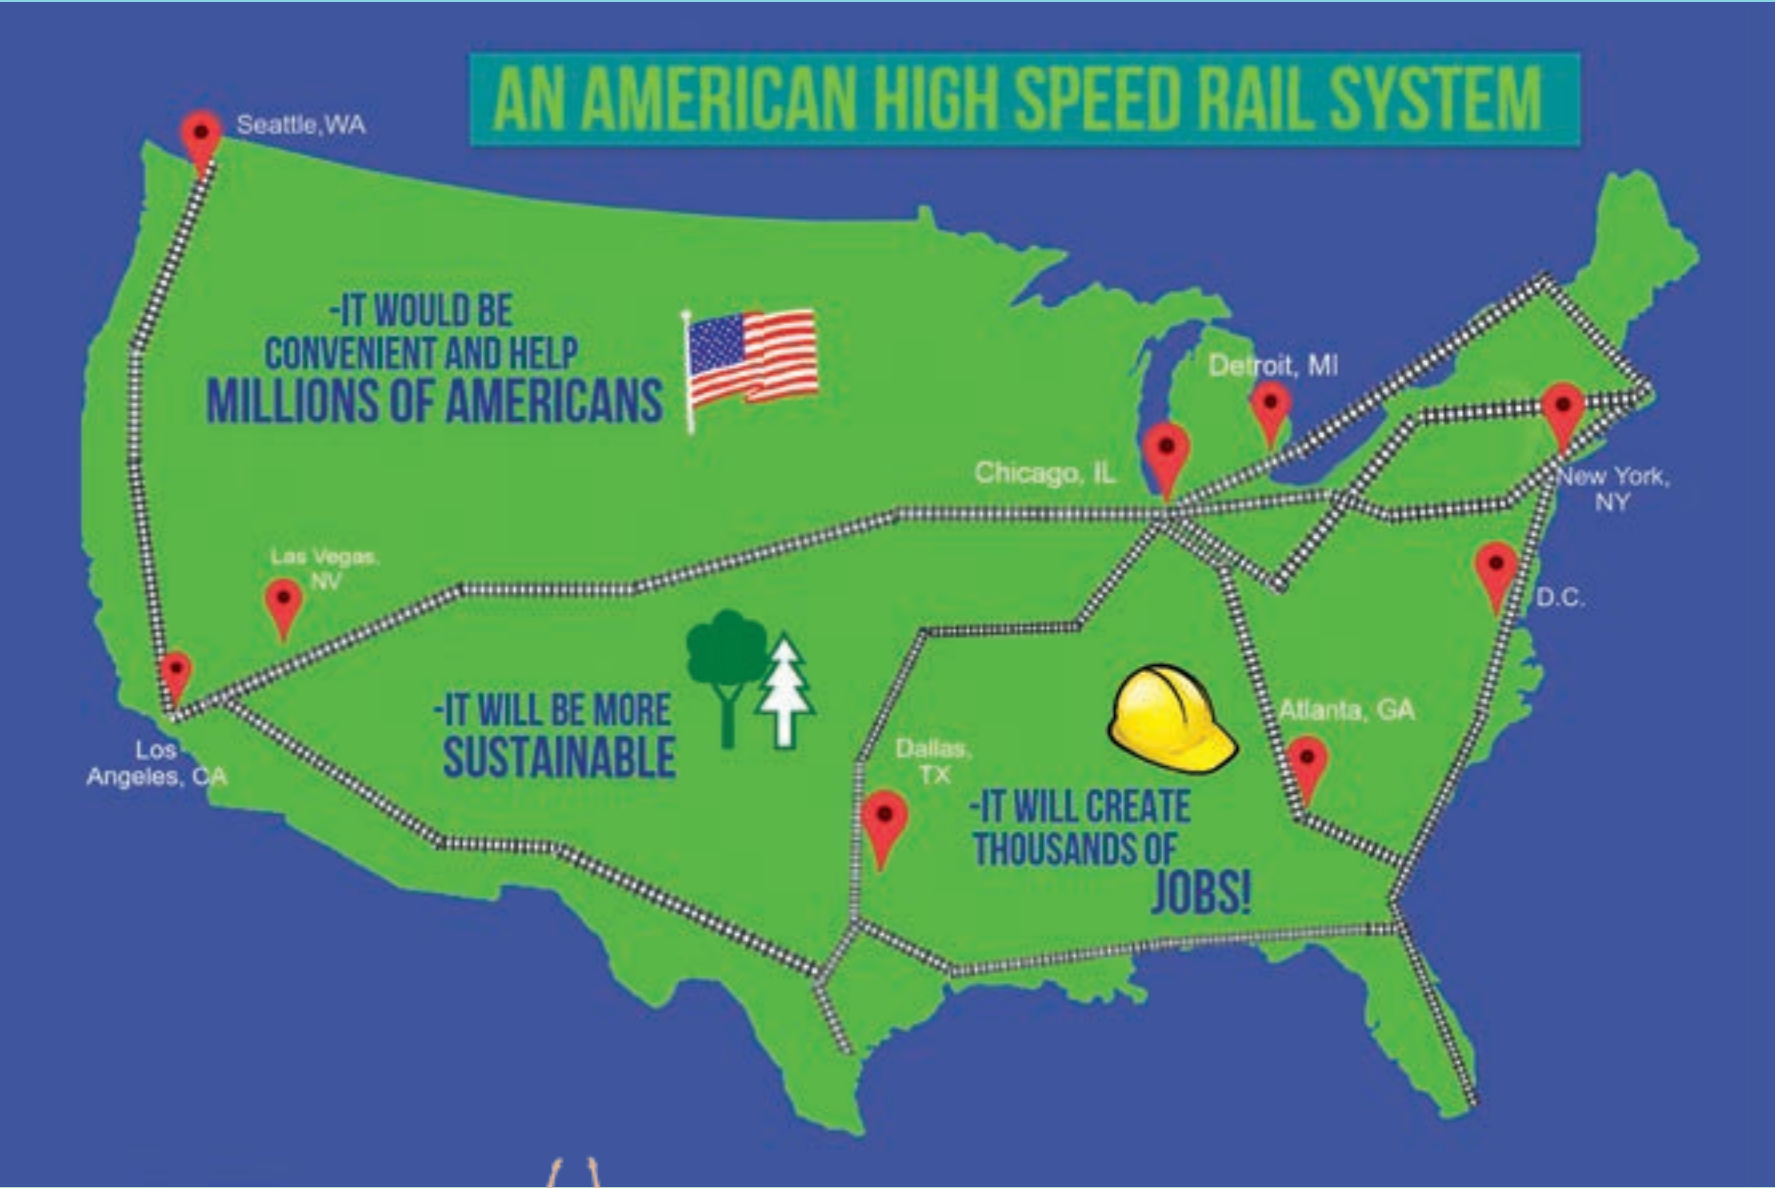 AN AMERICAN HIGH SPEED RAIL SYSTEM
Seattle,WA
-IT WOULD BE
CONVENIENT AND HELP
MILLIONS OF AMERICANS
Detroit, MI
Chicago, IL
New York,
NY
Las Vegas,
NV
D.C.
-IT WILL BE MORE
SUSTAINABLE
Atlanta, GA
Los
Angeles, CA
Dallas,
TX
-IT WILL CREATE
THOUSANDS OF
JOBS!